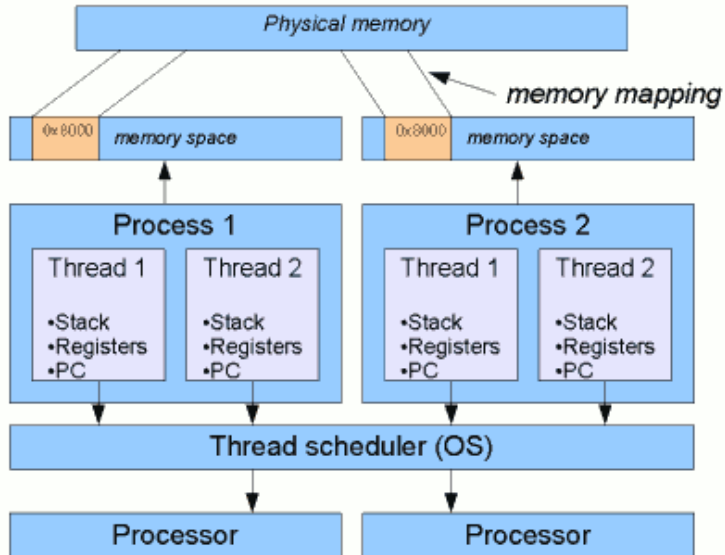 Physical memory
memory mapping
0x8000 memory space
0x8000 memory space
Process 1
Thread 1
•Stack
•Registers
•PC
Thread 2
•Stack
•Registers
•PC
Process 2
Thread 1
•Stack
•Registers
•PC
Thread 2
•Stack
•Registers
•PC
Thread scheduler (OS)
Processor
Processor